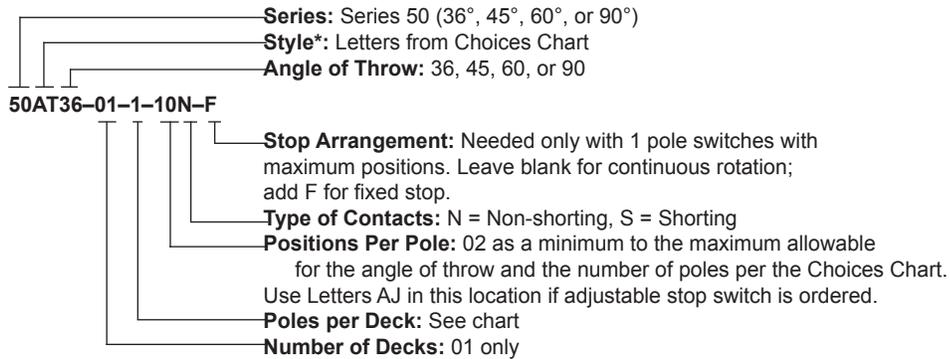 Series: Series 50 (36°, 45°, 60°, or 90°)
Style*: Letters from Choices Chart
Angle of Throw: 36, 45, 60, or 90
50AT36–01–1–10N–F
Stop Arrangement: Needed only with 1 pole switches with
maximum positions. Leave blank for continuous rotation;
add F for fixed stop.
Type of Contacts: N = Non-shorting, S = Shorting
Positions Per Pole: 02 as a minimum to the maximum allowable
for the angle of throw and the number of poles per the Choices Chart.
Use Letters AJ in this location if adjustable stop switch is ordered.
Poles per Deck: See chart
Number of Decks: 01 only